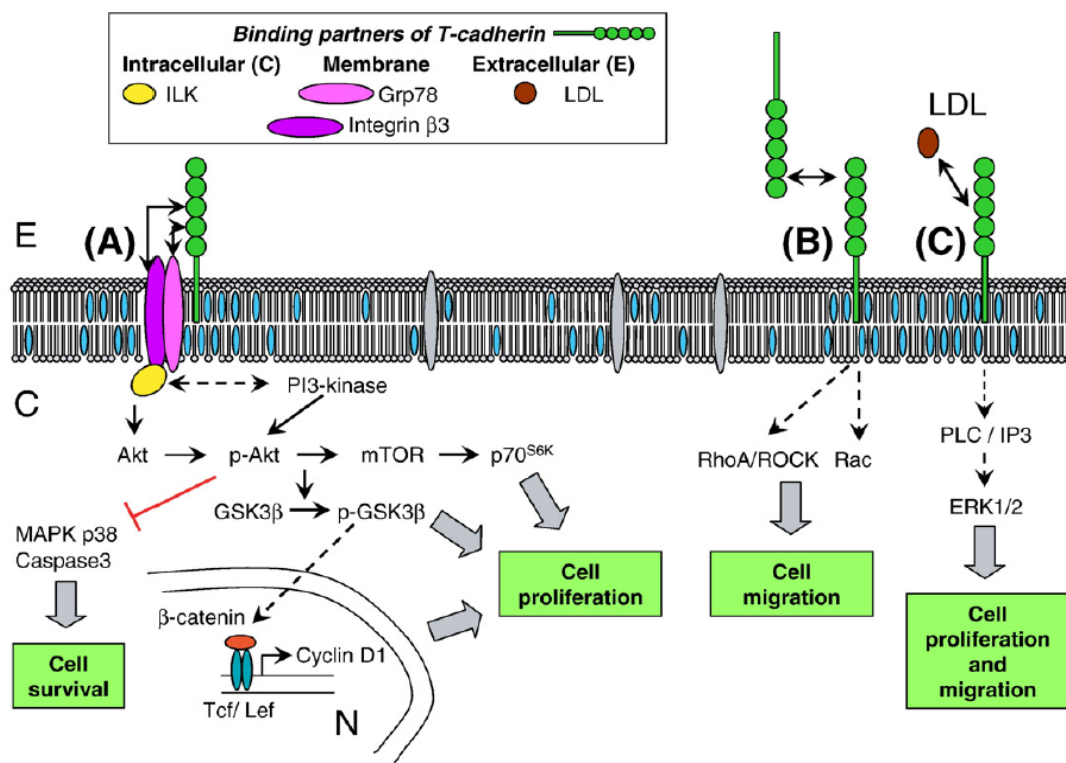 Binding partners of T-cadherin
Intracellular (C) Membrane Extracellular (E)
ILK Grp78 LDL
Integrin β3
LDL
E (A) (B) (C)
C
PI3-kinase
Akt p-Akt mTOR p70S6K
GSK3β p-GSK3β
MAPK p38
Caspase3
Cell
survival
β-catenin
Cyclin D1
Tcf/ Lef
N
Cell
proliferation
RhoA/ROCK Rac
Cell
migration
PLC / IP3
ERK1/2
Cell
proliferation
and
migration